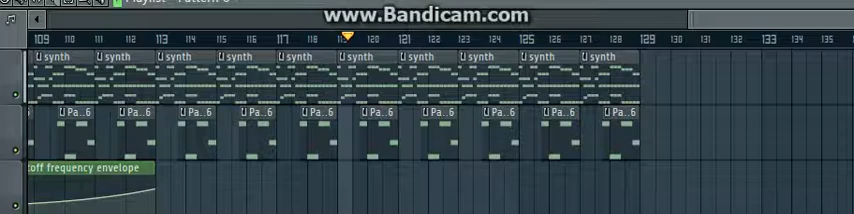 www.Bandicam.com
109 110 111 112 113 114 115 116 117 118 120 121 122 123 124 125 126 127 128 129 130 131 132 133 134 135
synth synth synth synth synth synth synth synth synth synth
Pa..6 Pa..6 Pa..6 Pa..6 Pa..6 Pa..6 Pa..6 Pa..6 Pa..6 Pa..6
toff frequency envelope